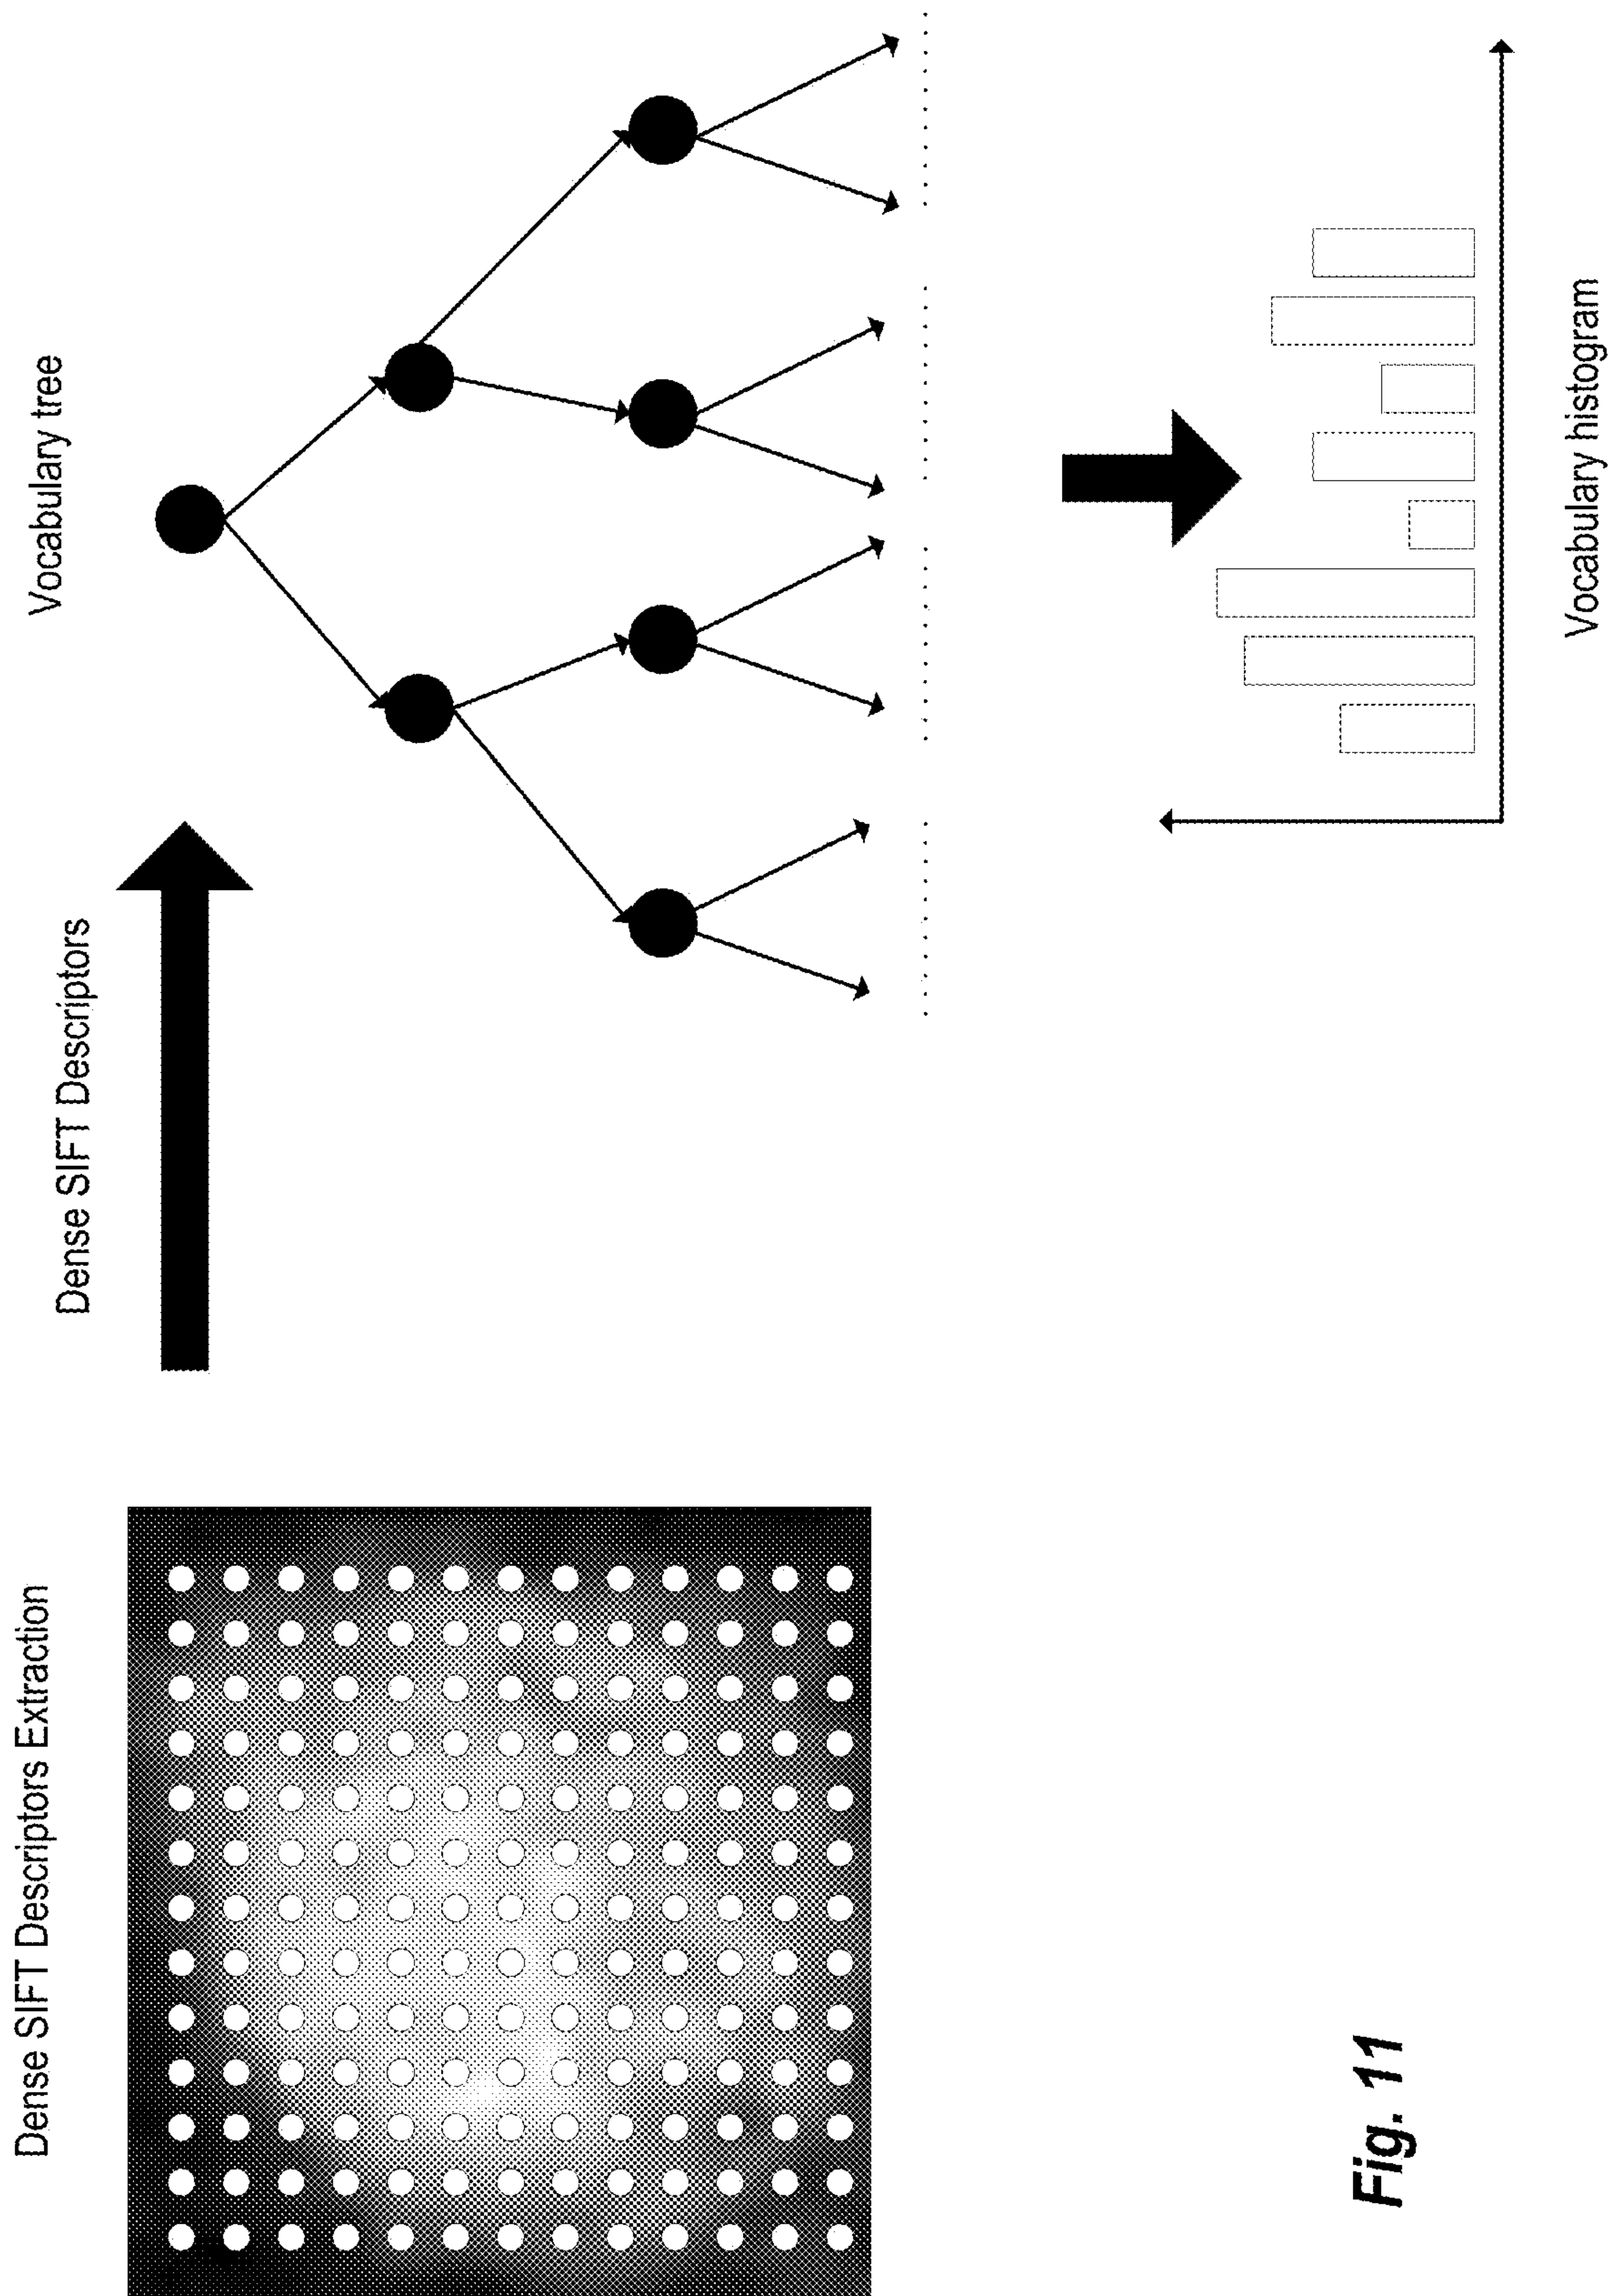 Dense SIFT Descriptors Extraction
Dense SIFT Descriptors
Vocabulary tree
Vocabulary histogram
Fig. 11